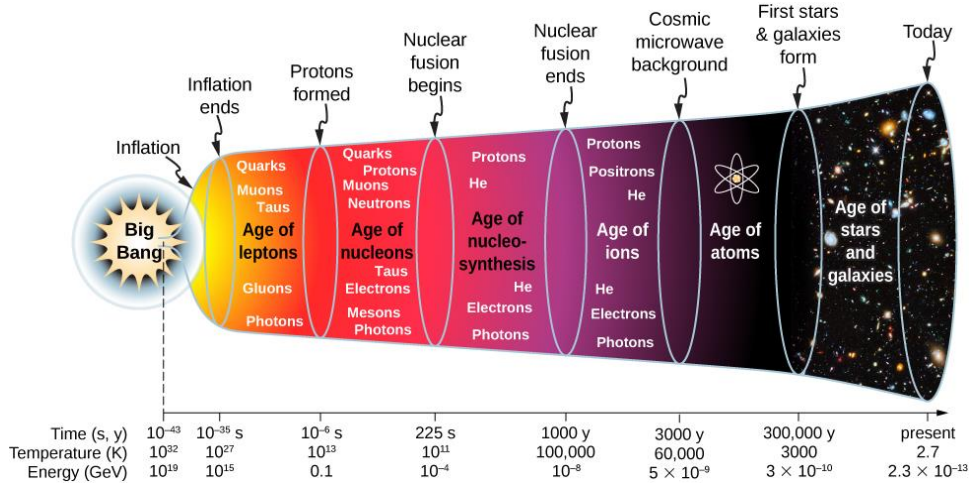 Inflation
Inflation
ends
Protons
formed
Nuclear
fusion
begins
Nuclear
fusion
ends
Cosmic
microwave
background
First stars
& galaxies
form
Today
Big
Bang
Quarks
Muons
Taus
Age of
leptons
Gluons
Photons
Quarks
Protons
Muons
Neutrons
Age of
nucleons
Taus
Electrons
Mesons
Photons
Protons
He
Age of
nucleo-
synthesis
He
Electrons
Photons
Protons
Positrons
He
Age of
ions
He
Electrons
Photons
Age of
atoms
Age of
stars
and
galaxies
Time (s, y) 10⁻⁴³ 10⁻³⁵ s 10⁻⁶ s 225 s 1000 y 3000 y 300,000 y present
Temperature (K) 10³² 10²⁷ 10¹³ 10¹¹ 100,000 60,000 3000 2.7
Energy (GeV) 10¹⁹ 10¹⁵ 0.1 10⁻⁴ 10⁻⁸ 5 × 10⁻⁹ 3 × 10⁻¹⁰ 2.3 × 10⁻¹³